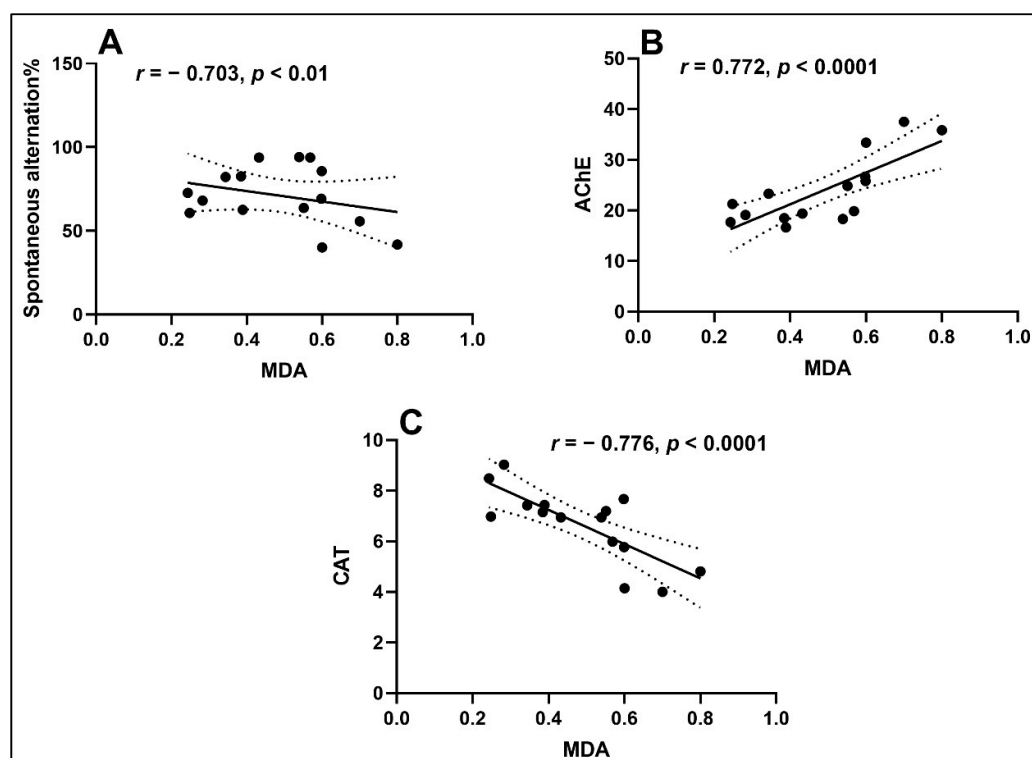 A
r = − 0.703, p < 0.01
Spontaneous alternation%
150
100
50
0
0.0 0.2 0.4 0.6 0.8 1.0
MDA
B
r = 0.772, p < 0.0001
AChE
50
40
30
20
10
0
0.0 0.2 0.4 0.6 0.8 1.0
MDA
C
r = − 0.776, p < 0.0001
CAT
10
8
6
4
2
0
0.0 0.2 0.4 0.6 0.8 1.0
MDA